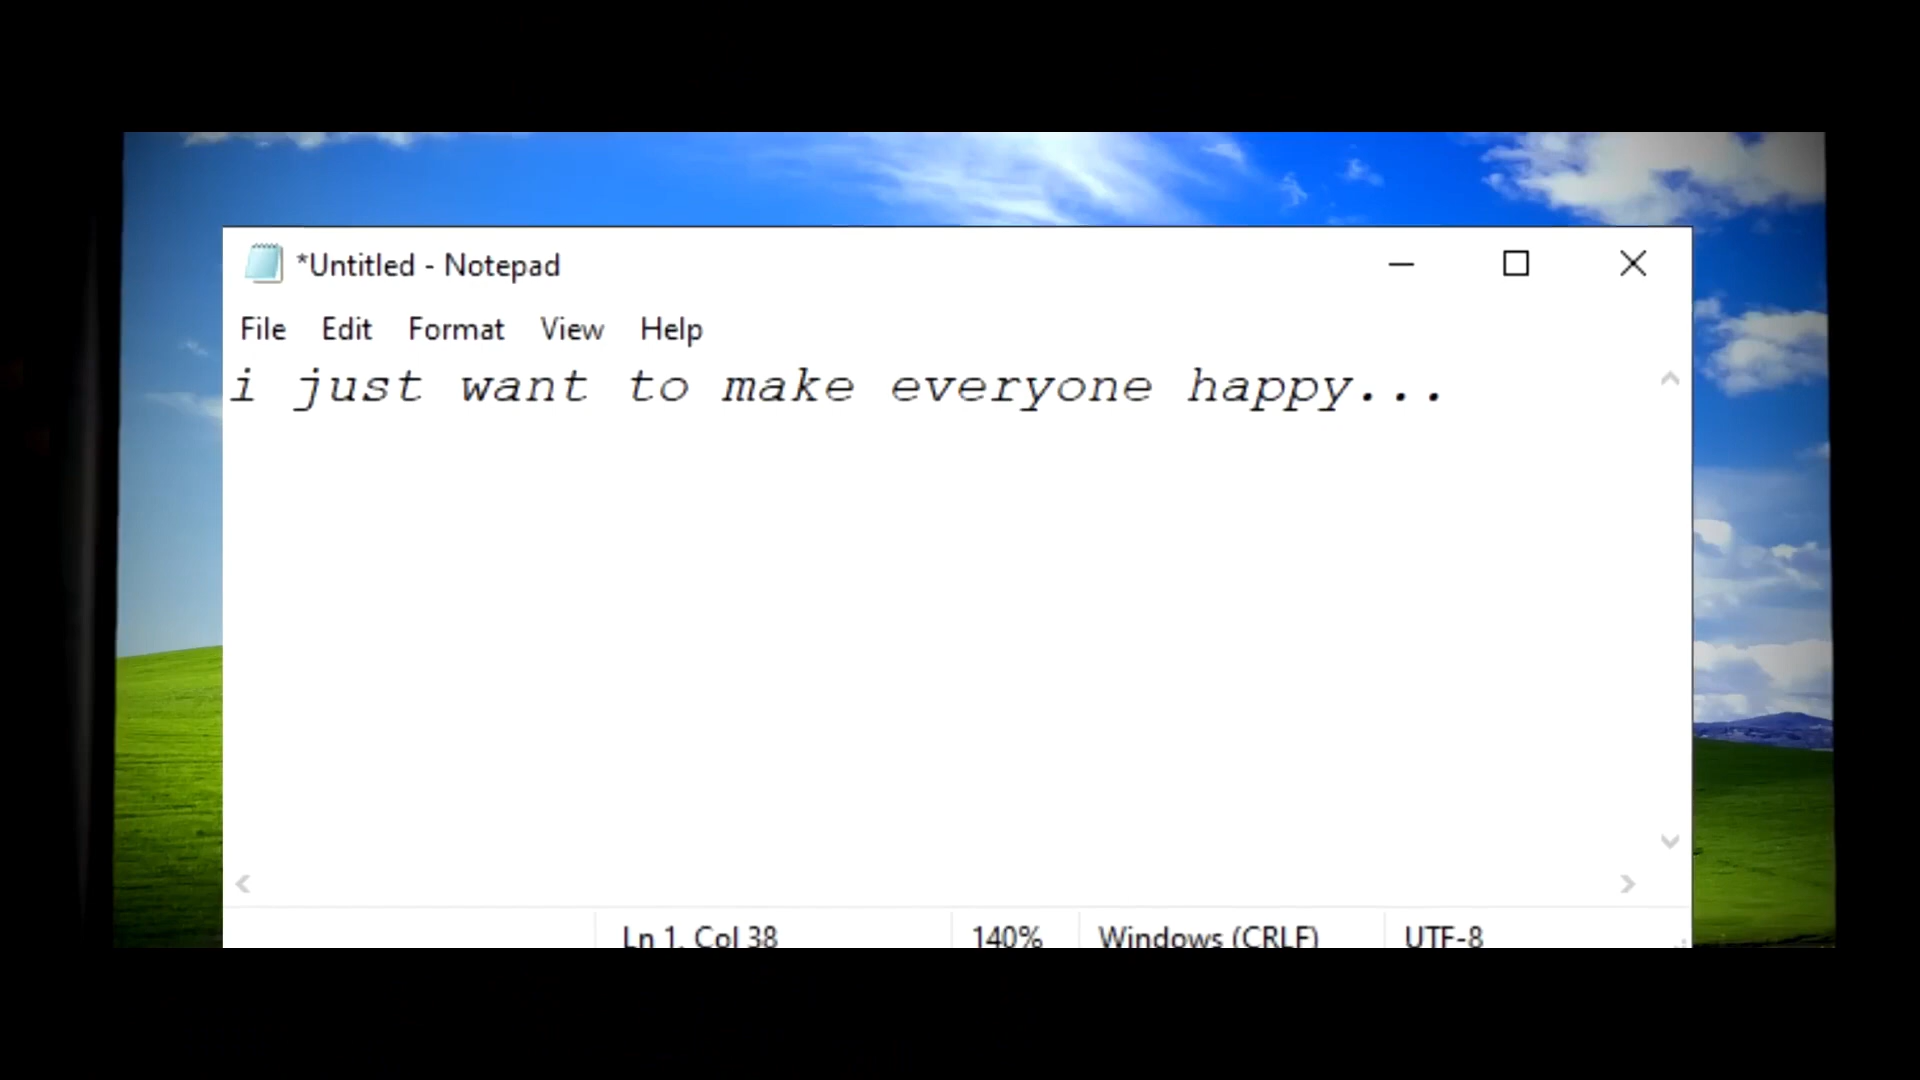 *Untitled - Notepad
File Edit Format View Help
i just want to make everyone happy...
Ln 1, Col 38 140% Windows (CRLF) UTF-8